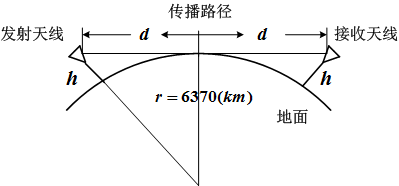 传播路径
发射天线 d d 接收天线
h h
r = 6370(km)
地面